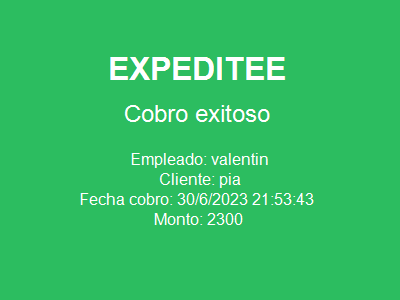 EXPEDITEE
Cobro exitoso
Empleado: valentin
Cliente: pia
Fecha cobro: 30/6/2023 21:53:43
Monto: 2300